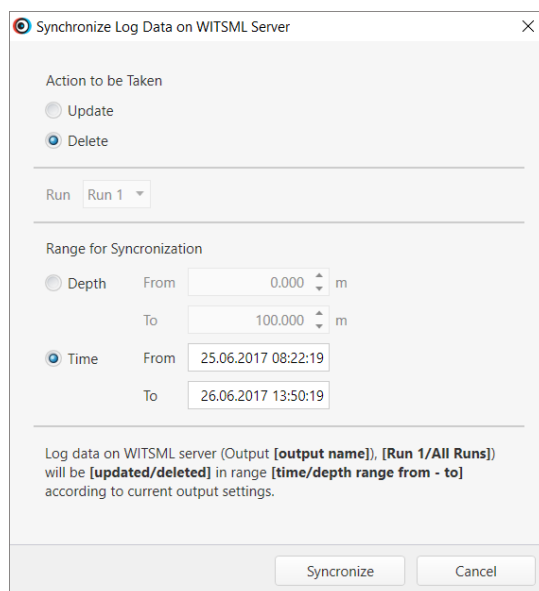 Synchronize Log Data on WITSML Server
Action to be Taken
Update
Delete
Run Run 1
Range for Syncronization
Depth From 0.000 m
To 100.000 m
Time From 25.06.2017 08:22:19
To 26.06.2017 13:50:19
Log data on WITSML server (Output [output name]), [Run 1/All Runs])
will be [updated/deleted] in range [time/depth range from - to]
according to current output settings.
Syncronize Cancel